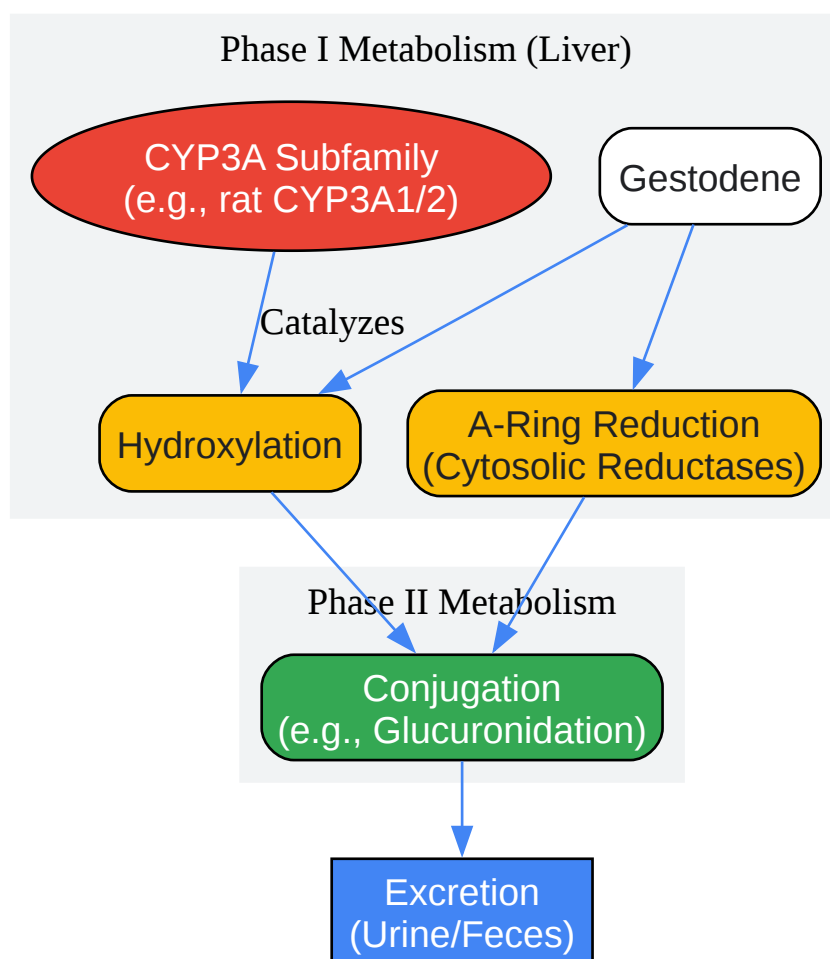 Phase I Metabolism (Liver)
CYP3A Subfamily
(e.g., rat CYP3A1/2)
Gestodene
Catalyzes
Hydroxylation
A-Ring Reduction
(Cytosolic Reductases)
Phase II Metabolism
Conjugation
(e.g., Glucuronidation)
Excretion
(Urine/Feces)